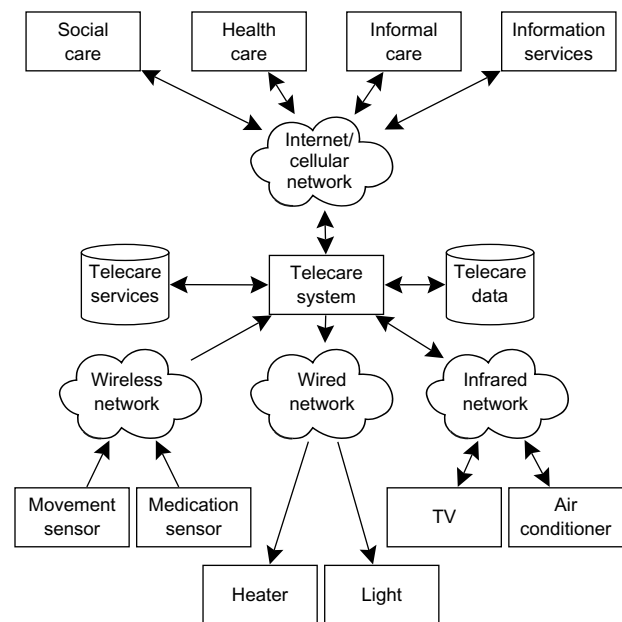 Social
care
Health
care
Informal
care
Information
services
Internet/
cellular
network
Telecare
services
Telecare
system
Telecare
data
Wireless
network
Wired
network
Infrared
network
Movement
sensor
Medication
sensor
TV
Air
conditioner
Heater
Light